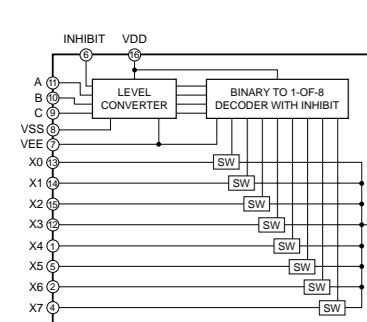 INHIBIT VDD
6 16
A 11 LEVEL CONVERTER BINARY TO 1-OF-8 DECODER WITH INHIBIT
B 10
C 9
VSS 8
VEE 7
X0 13 SW
X1 14 SW
X2 15 SW
X3 12 SW
X4 1 SW
X5 5 SW
X6 2 SW
X7 4 SW